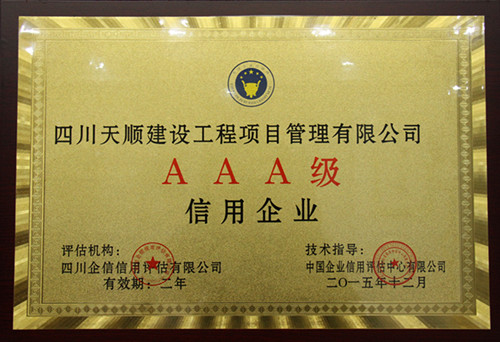 四川天顺建设工程项目管理有限公司
AAA级
信用企业
评估机构：
四川企信信用评估有限公司
有效期：二年
技术指导：
中国企业信用评估中心有限公司
二〇一五年十二月